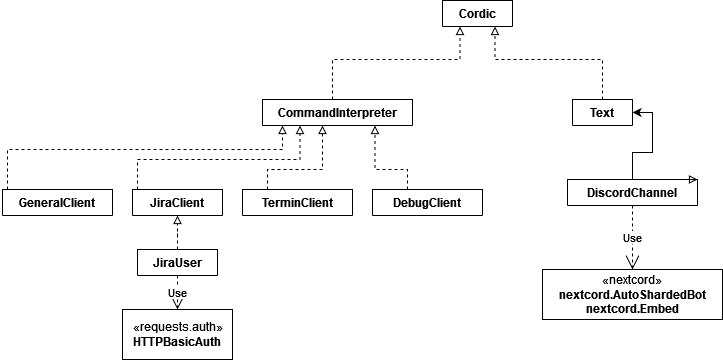 Cordic
CommandInterpreter
Text
GeneralClient
JiraClient
TerminClient
DebugClient
DiscordChannel
Use
JiraUser
Use
«requests.auth»
HTTPBasicAuth
«nextcord»
nextcord.AutoShardedBot
nextcord.Embed